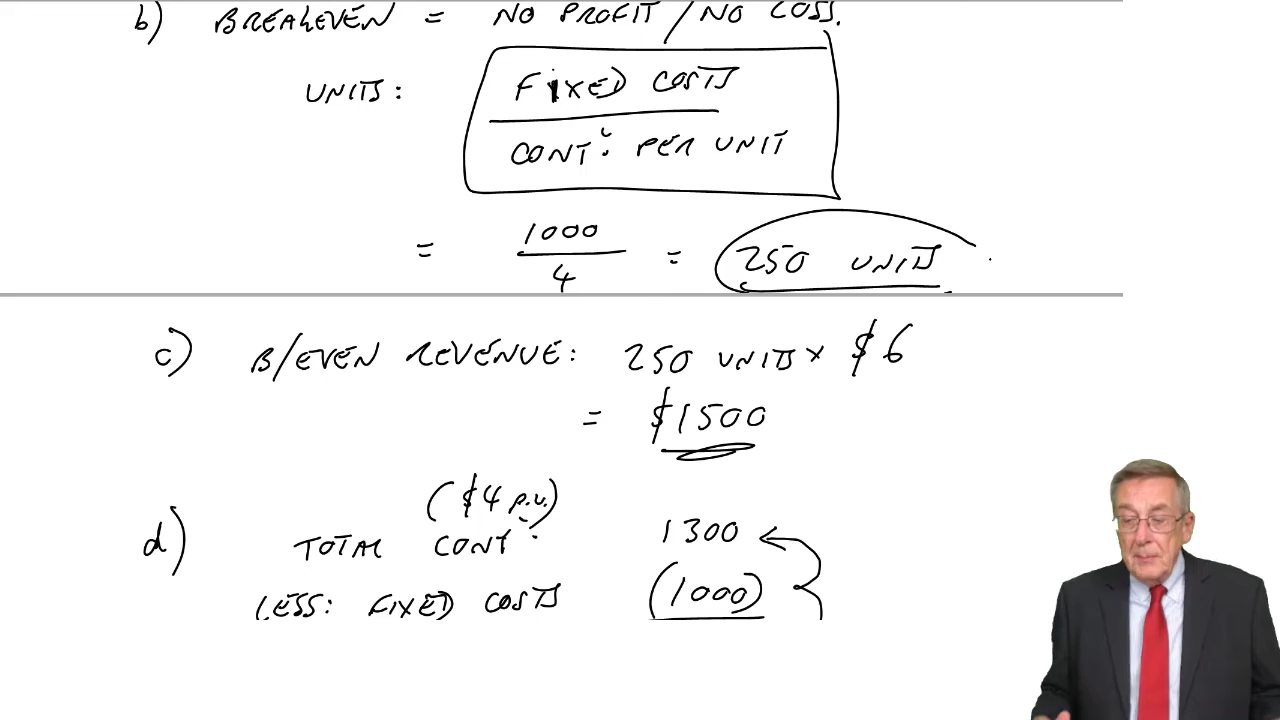 b) BREAKEVEN = NO PROFIT / NO LOSS.
UNITS: FIXED COSTS
CONT: PER UNIT
= 1000
4 = 250 UNITS
c) B/EVEN REVENUE: 250 UNITS × $6
= $1500
($4 p.u.)
d) TOTAL CONT: 1300
LESS: FIXED COSTS (1000)